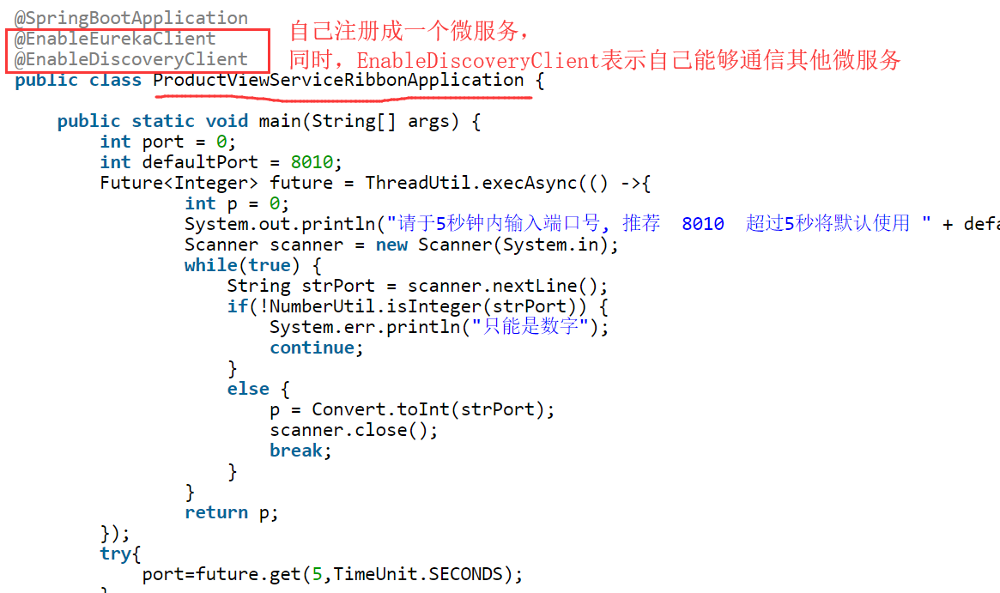 @SpringBootApplication
@EnableEurekaClient
@EnableDiscoveryClient
自己注册成一个微服务，
同时，EnableDiscoveryClient表示自己能够通信其他微服务
public class ProductViewServiceRibbonApplication {
public static void main(String[] args) {
int port = 0;
int defaultPort = 8010;
Future<Integer> future = ThreadUtil.execAsync(() ->{
int p = 0;
System.out.println("请于5秒钟内输入端口号, 推荐  8010  超过5秒将默认使用 " + defa
Scanner scanner = new Scanner(System.in);
while(true) {
String strPort = scanner.nextLine();
if(!NumberUtil.isInteger(strPort)) {
System.err.println("只能是数字");
continue;
}
else {
p = Convert.toInt(strPort);
scanner.close();
break;
}
}
return p;
});
try{
port=future.get(5,TimeUnit.SECONDS);